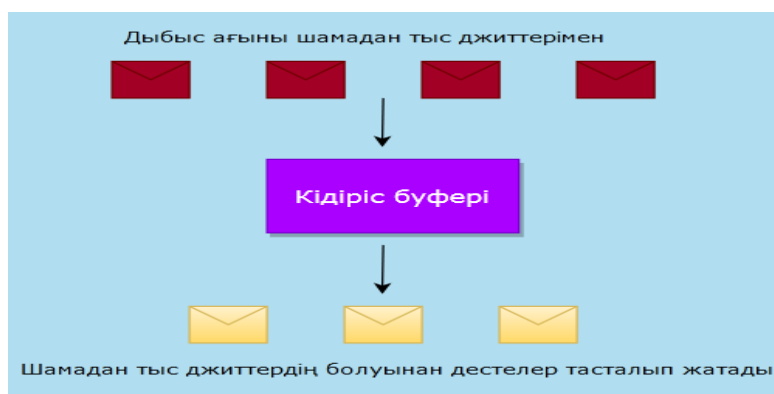 Дыбыс ағыны шамадан тыс джиттерімен
Кідіріс буфері
Шамадан тыс джиттердің болуынан дестелер тасталып жатады